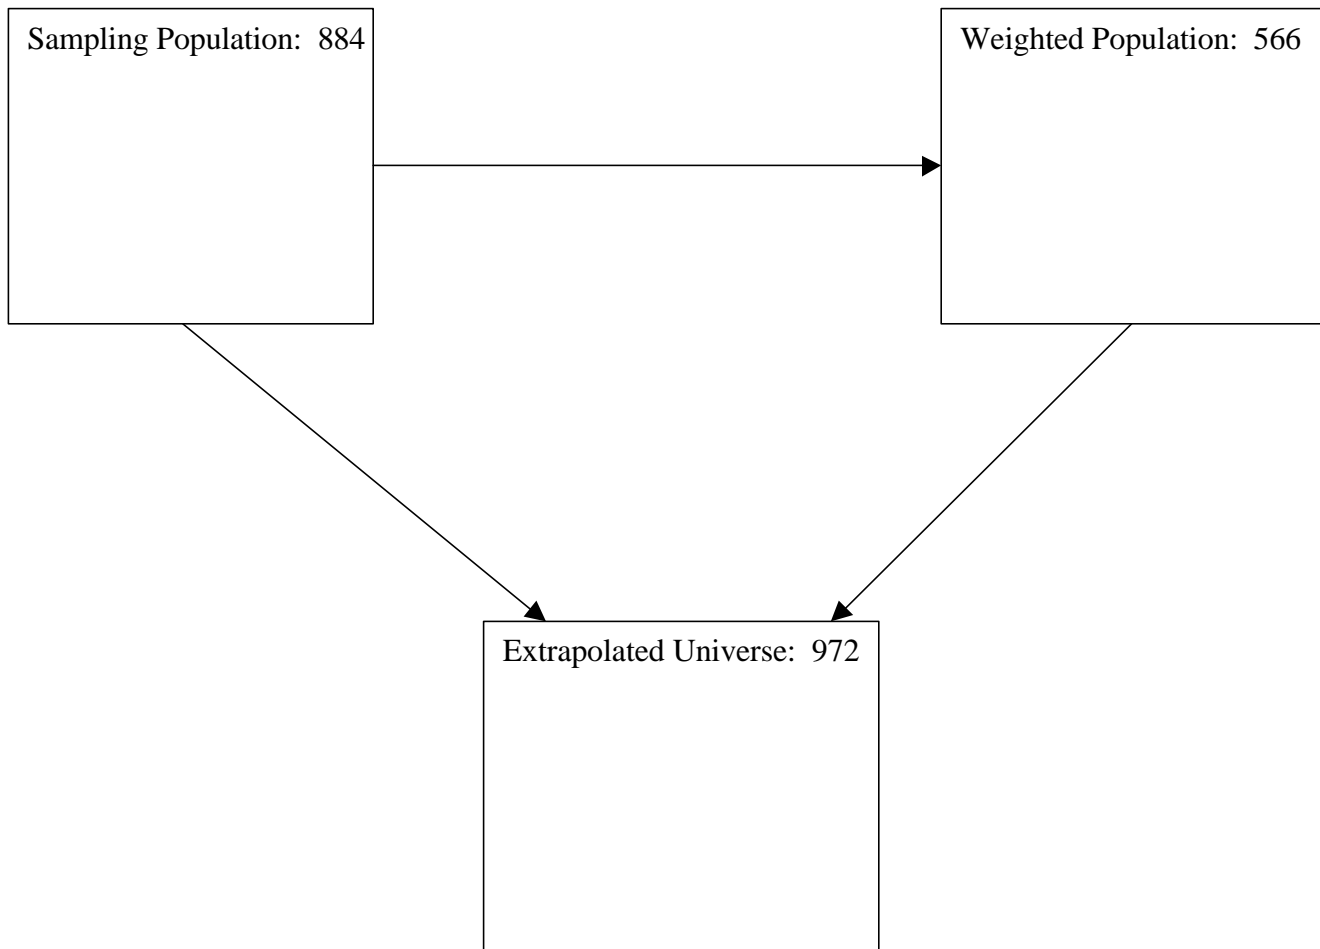 Sampling Population:  884
Weighted Population:  566
Extrapolated Universe:  972